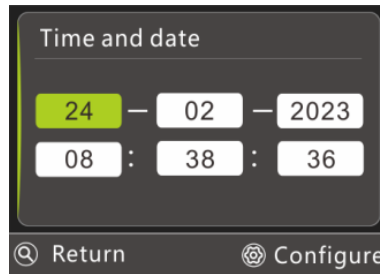 Time and date
24 – 02 – 2023
08 : 38 : 36
Return Configure